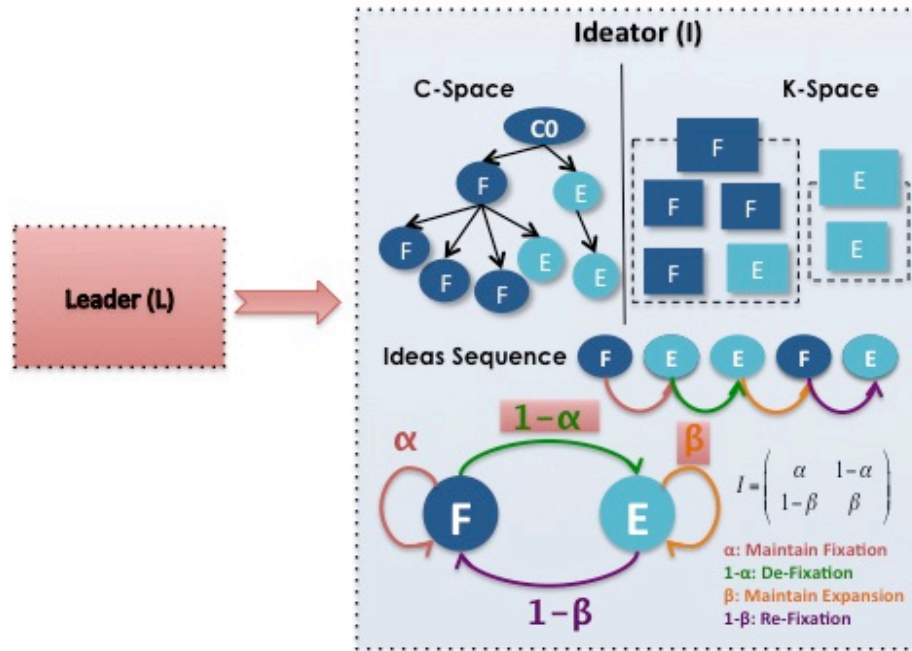 Ideator (I)
C-Space
K-Space
C0
F
E
F
F
F
E
E
F
F
F
F
E
E
E
Leader (L)
Ideas Sequence
F E E F E
1-α
α
β
F
E
1-β
I = ( α 1-α
1-β β )
α: Maintain Fixation
1-α: De-Fixation
β: Maintain Expansion
1-β: Re-Fixation